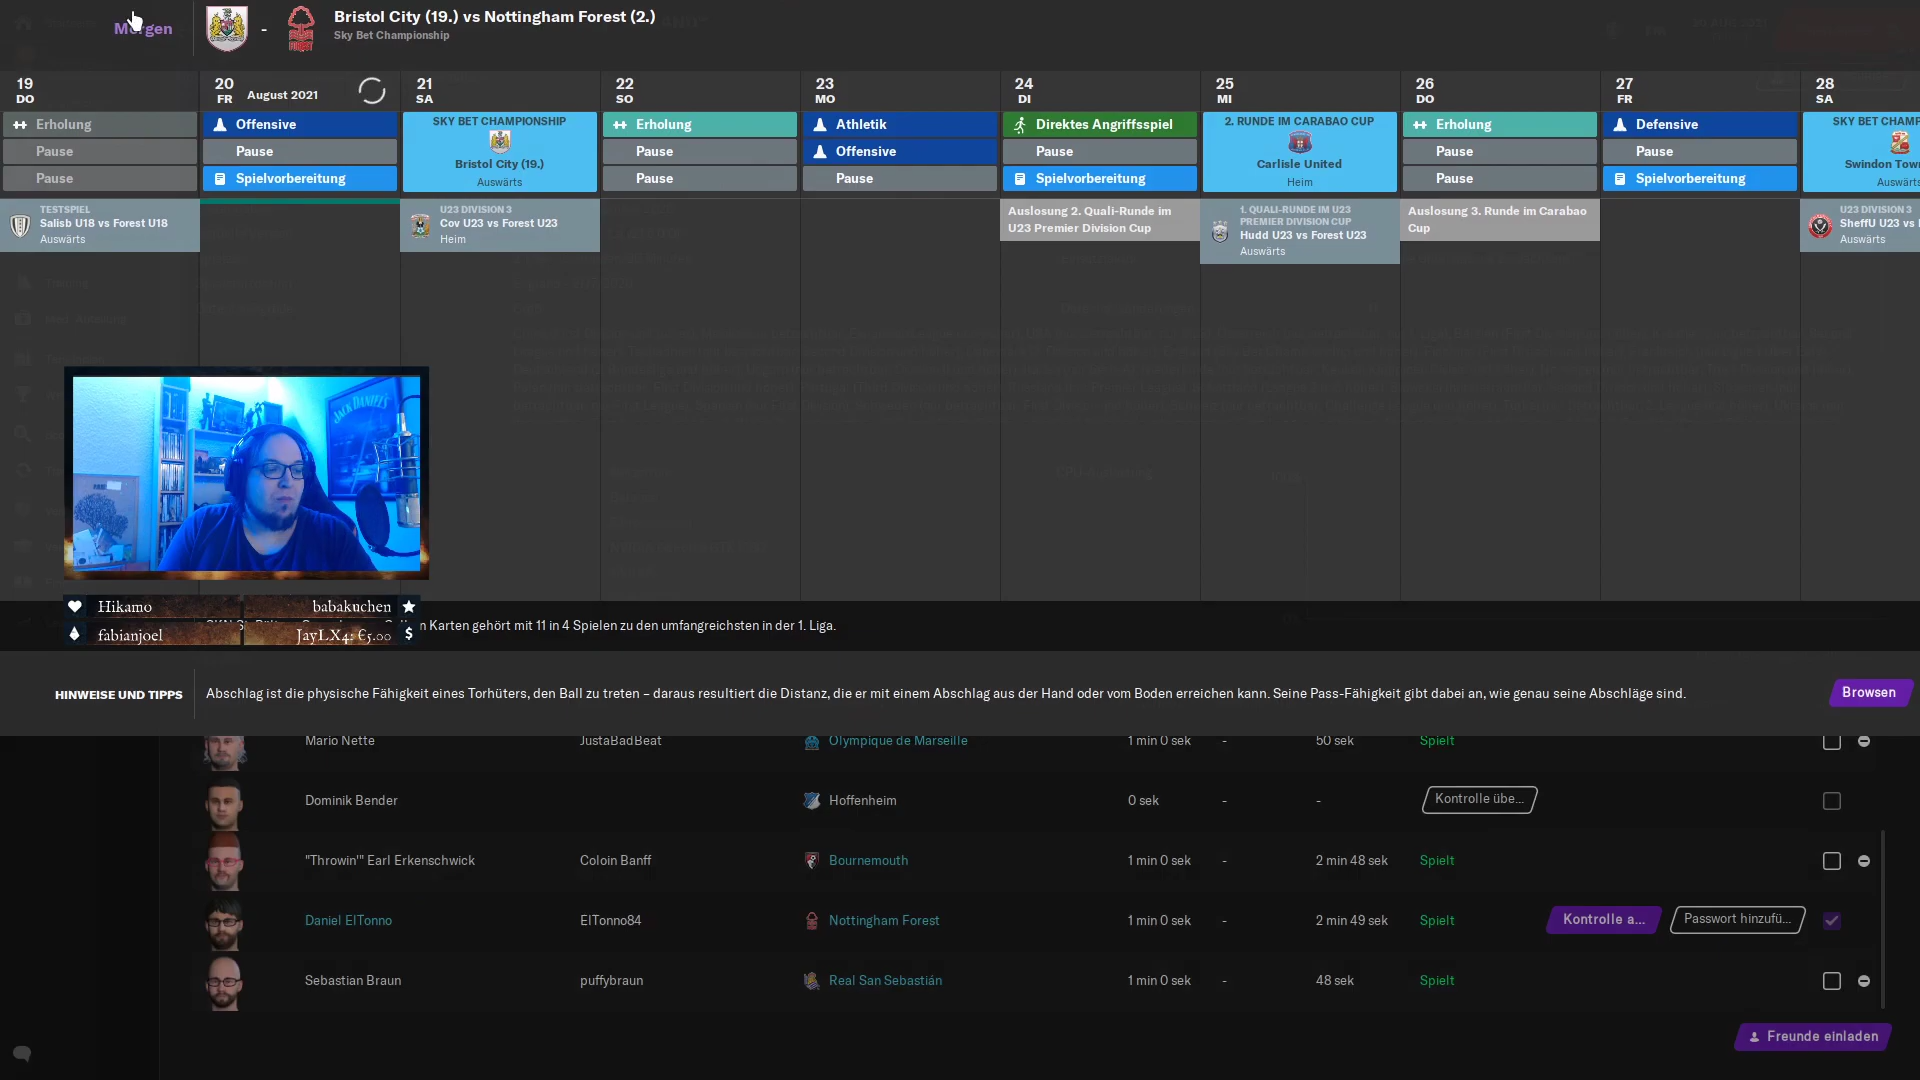 Morgen
-
Bristol City (19.) vs Nottingham Forest (2.)
Sky Bet Championship
19
DO
20
FR
August 2021
21
SA
22
SO
23
MO
24
DI
25
MI
26
DO
27
FR
28
SA
Erholung
Pause
Pause
Offensive
Pause
Spielvorbereitung
SKY BET CHAMPIONSHIP
Bristol City (19.)
Auswärts
Erholung
Pause
Pause
Athletik
Offensive
Pause
Direktes Angriffsspiel
Pause
Spielvorbereitung
2. RUNDE IM CARABAO CUP
Carlisle United
Heim
Erholung
Pause
Pause
Defensive
Pause
Spielvorbereitung
SKY BET CHAMP
Swindon Tow
Auswärts
TESTSPIEL
Salisb U18 vs Forest U18
Auswärts
U23 DIVISION 3
Cov U23 vs Forest U23
Heim
Auslosung 2. Quali-Runde im
U23 Premier Division Cup
1. QUALI-RUNDE IM U23
PREMIER DIVISION CUP
Hudd U23 vs Forest U23
Auswärts
Auslosung 3. Runde im Carabao
Cup
U23 DIVISION 3
SheffU U23 vs
Auswärts
JACK DANIEL'S
Hikamo
babakuchen
fabianjoel
JayLX4: €5.00
n Karten gehört mit 11 in 4 Spielen zu den umfangreichsten in der 1. Liga.
HINWEISE UND TIPPS
Abschlag ist die physische Fähigkeit eines Torhüters, den Ball zu treten – daraus resultiert die Distanz, die er mit einem Abschlag aus der Hand oder vom Boden erreichen kann. Seine Pass-Fähigkeit gibt dabei an, wie genau seine Abschläge sind.
Browsen
Mario Nette JustaBadBeat Olympique de Marseille 1 min 0 sek - 50 sek Spielt
Dominik Bender Hoffenheim 0 sek - - Kontrolle übe...
"Throwin'" Earl Erkenschwick Coloin Banff Bournemouth 1 min 0 sek - 2 min 48 sek Spielt
Daniel ElTonno ElTonno84 Nottingham Forest 1 min 0 sek - 2 min 49 sek Spielt Kontrolle a... Passwort hinzufü...
Sebastian Braun puffybraun Real San Sebastián 1 min 0 sek - 48 sek Spielt
Freunde einladen